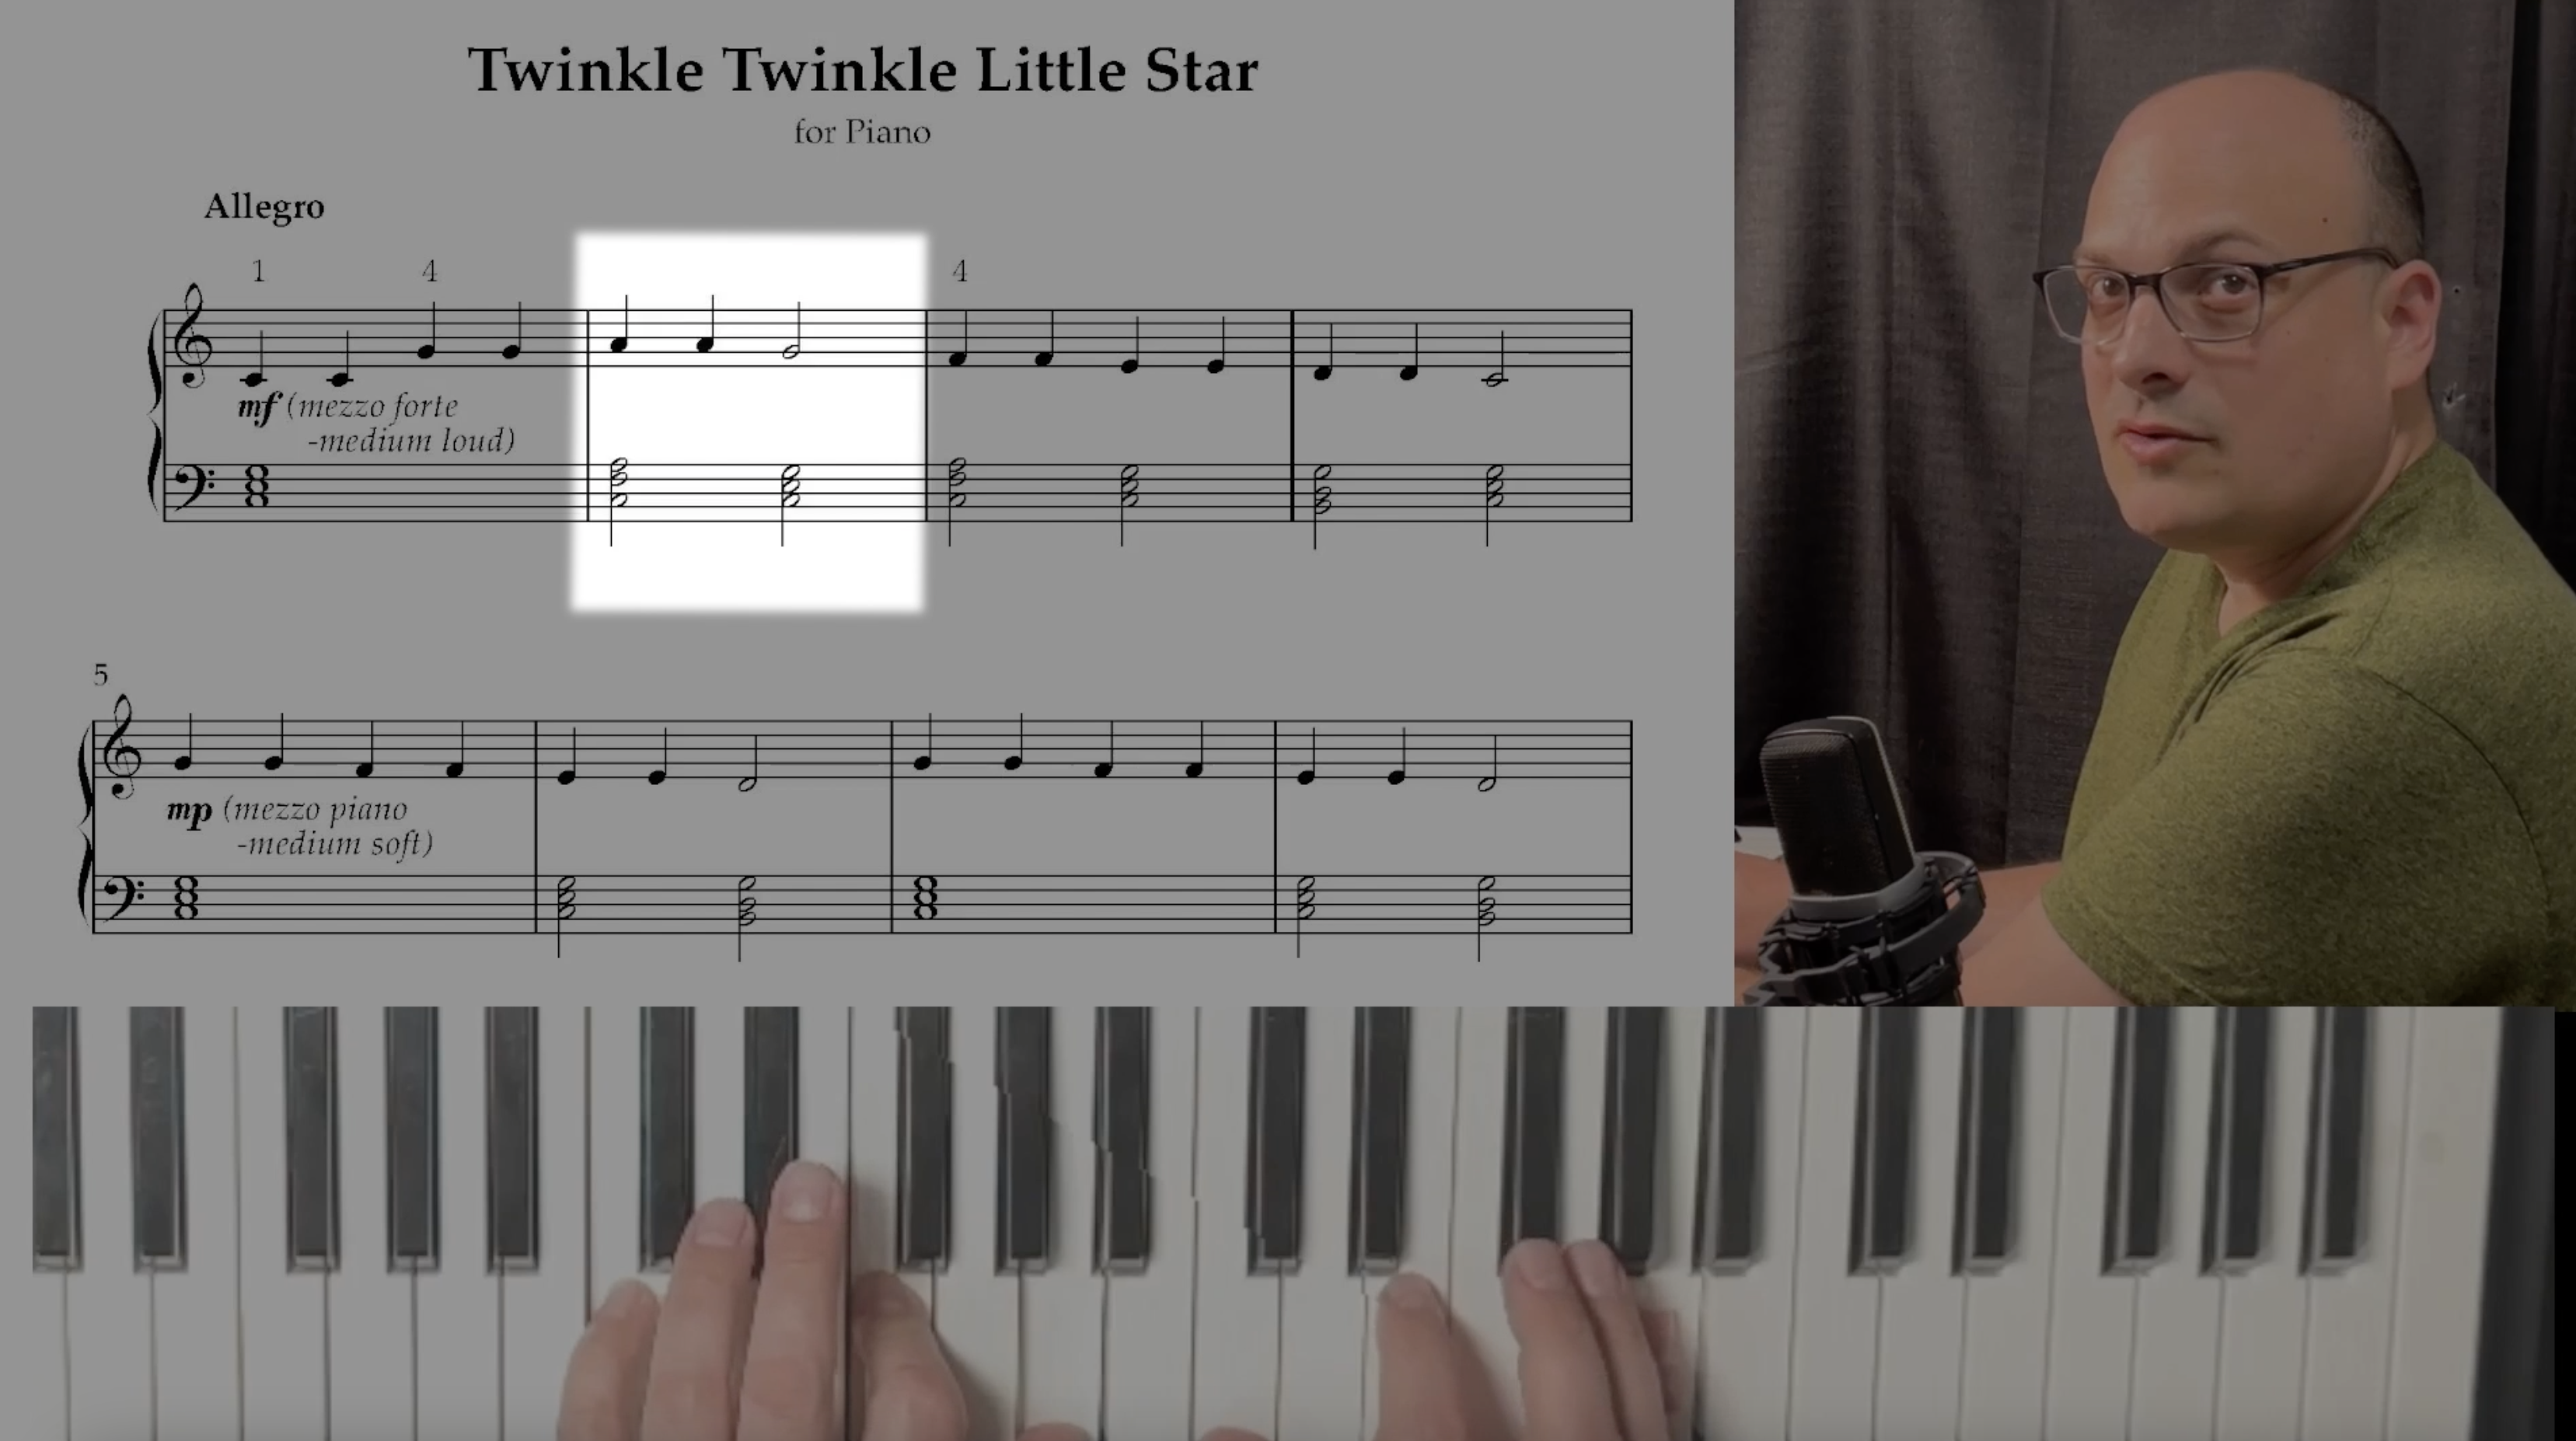 Twinkle Twinkle Little Star
for Piano
Allegro
1 4 4
mf (mezzo forte
-medium loud)
5
mp (mezzo piano
-medium soft)